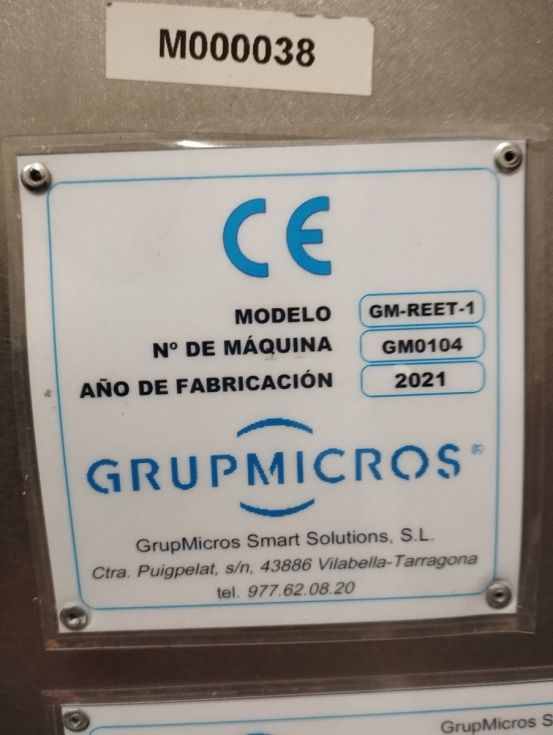 M000038
CE
MODELO GM-REET-1
Nº DE MÁQUINA GM0104
AÑO DE FABRICACIÓN 2021
GRUPMICROS®
GrupMicros Smart Solutions, S.L.
Ctra. Puigpelat, s/n, 43886 Vilabella-Tarragona
tel. 977.62.08.20
GrupMicros S